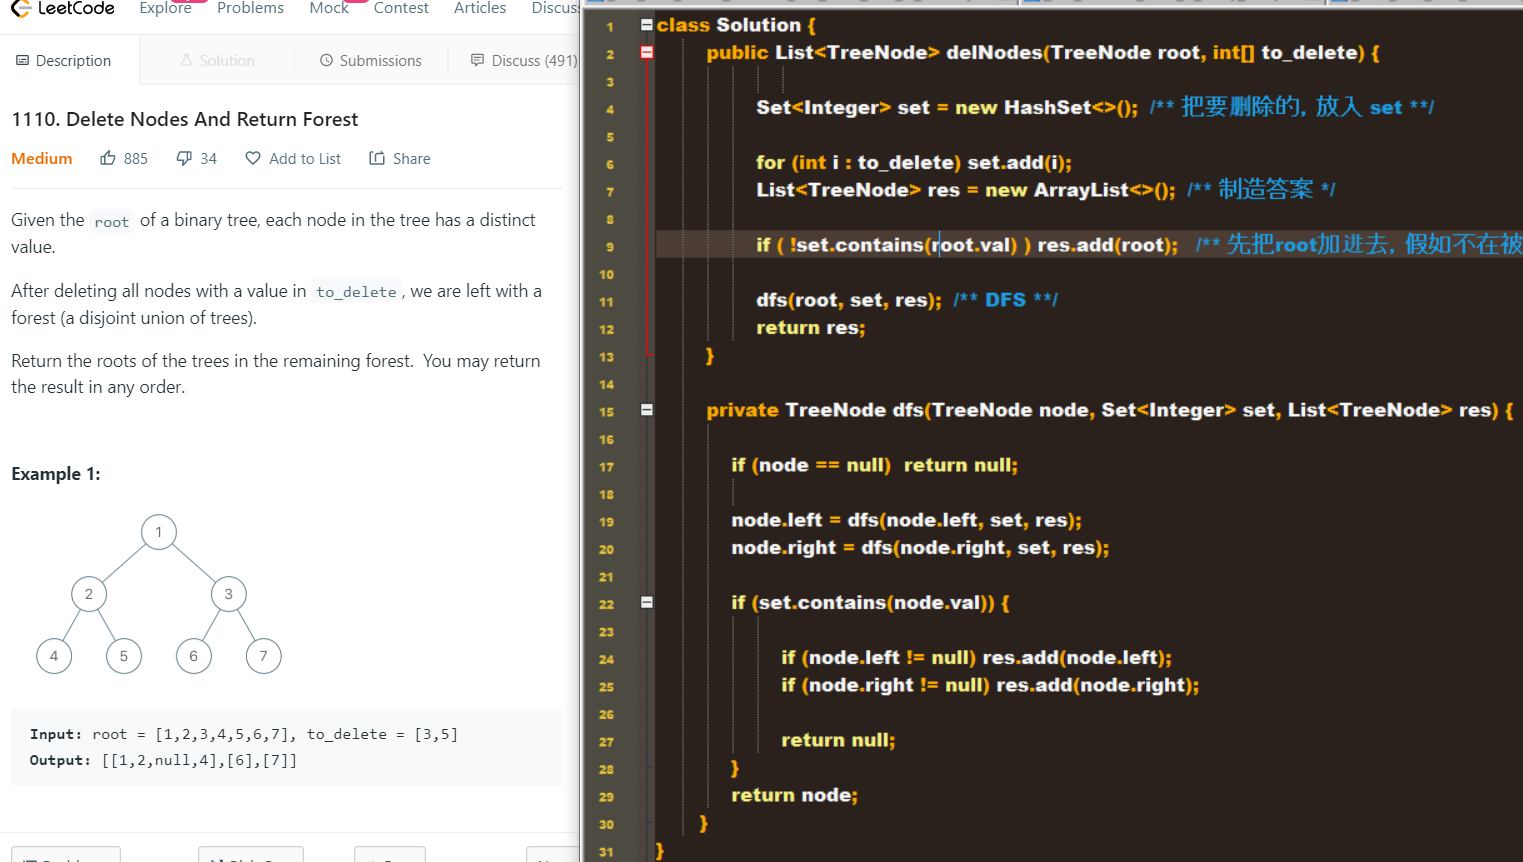 LeetCode
Explore
Problems
Mock
Contest
Articles
Description
Solution
Submissions
Discuss (491)
1110. Delete Nodes And Return Forest
Medium
885
34
Add to List
Share
Given the root of a binary tree, each node in the tree has a distinct
value.
After deleting all nodes with a value in to_delete, we are left with a
forest (a disjoint union of trees).
Return the roots of the trees in the remaining forest. You may return
the result in any order.
Example 1:
1
2
3
4
5
6
7
Input: root = [1,2,3,4,5,6,7], to_delete = [3,5]
Output: [[1,2,null,4],[6],[7]]
1 class Solution {
2 public List<TreeNode> delNodes(TreeNode root, int[] to_delete) {
3
4 Set<Integer> set = new HashSet<>(); /** 把要删除的, 放入 set **/
5
6 for (int i : to_delete) set.add(i);
7 List<TreeNode> res = new ArrayList<>(); /** 制造答案 */
8
9 if ( !set.contains(root.val) ) res.add(root); /** 先把root加进去, 假如不在被
10
11 dfs(root, set, res); /** DFS **/
12 return res;
13 }
14
15 private TreeNode dfs(TreeNode node, Set<Integer> set, List<TreeNode> res) {
16
17 if (node == null) return null;
18
19 node.left = dfs(node.left, set, res);
20 node.right = dfs(node.right, set, res);
21
22 if (set.contains(node.val)) {
23
24 if (node.left != null) res.add(node.left);
25 if (node.right != null) res.add(node.right);
26
27 return null;
28 }
29 return node;
30 }
31 }